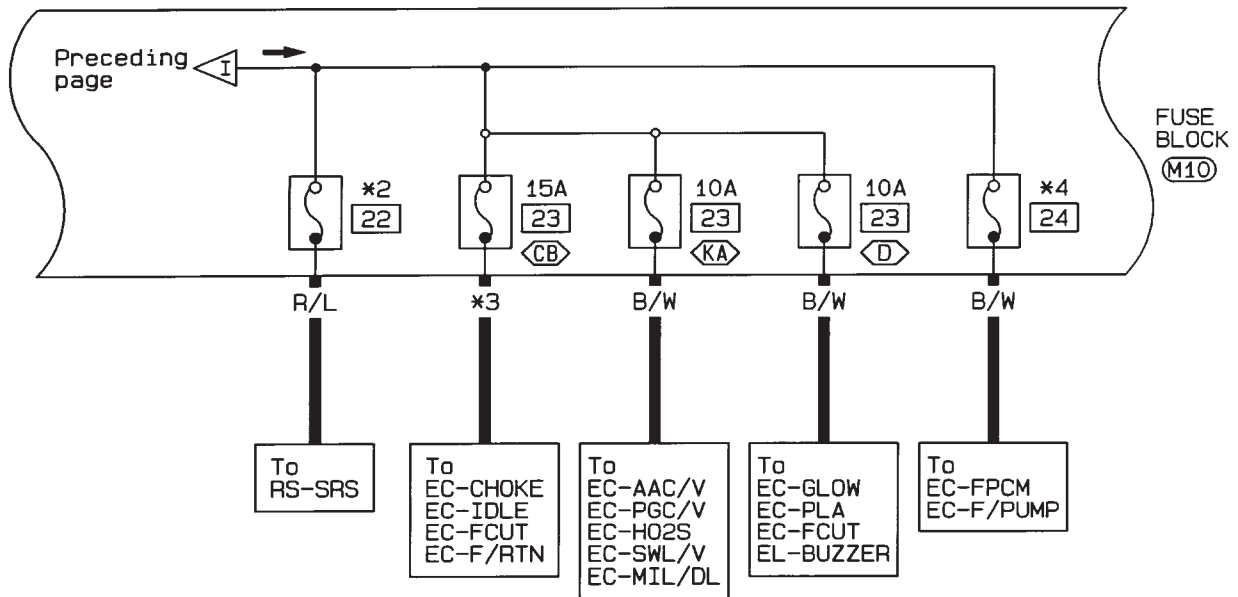 Preceding
page
I
FUSE
BLOCK
M10
*2
22
15A
23
CB
10A
23
KA
10A
23
D
*4
24
R/L
*3
B/W
B/W
B/W
To
RS-SRS
To
EC-CHOKE
EC-IDLE
EC-FCUT
EC-F/RTN
To
EC-AAC/V
EC-PGC/V
EC-HO2S
EC-SWL/V
EC-MIL/DL
To
EC-GLOW
EC-PLA
EC-FCUT
EL-BUZZER
To
EC-FPCM
EC-F/PUMP